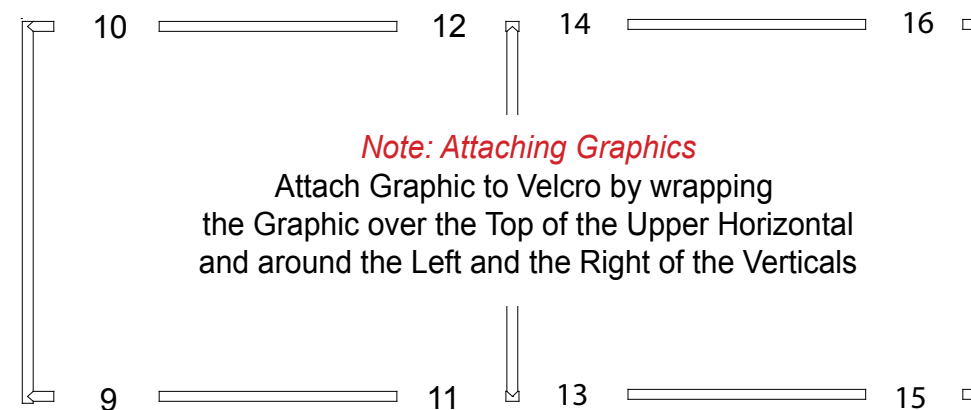 10 12 14 16
Note: Attaching Graphics
Attach Graphic to Velcro by wrapping
the Graphic over the Top of the Upper Horizontal
and around the Left and the Right of the Verticals
9 11 13 15